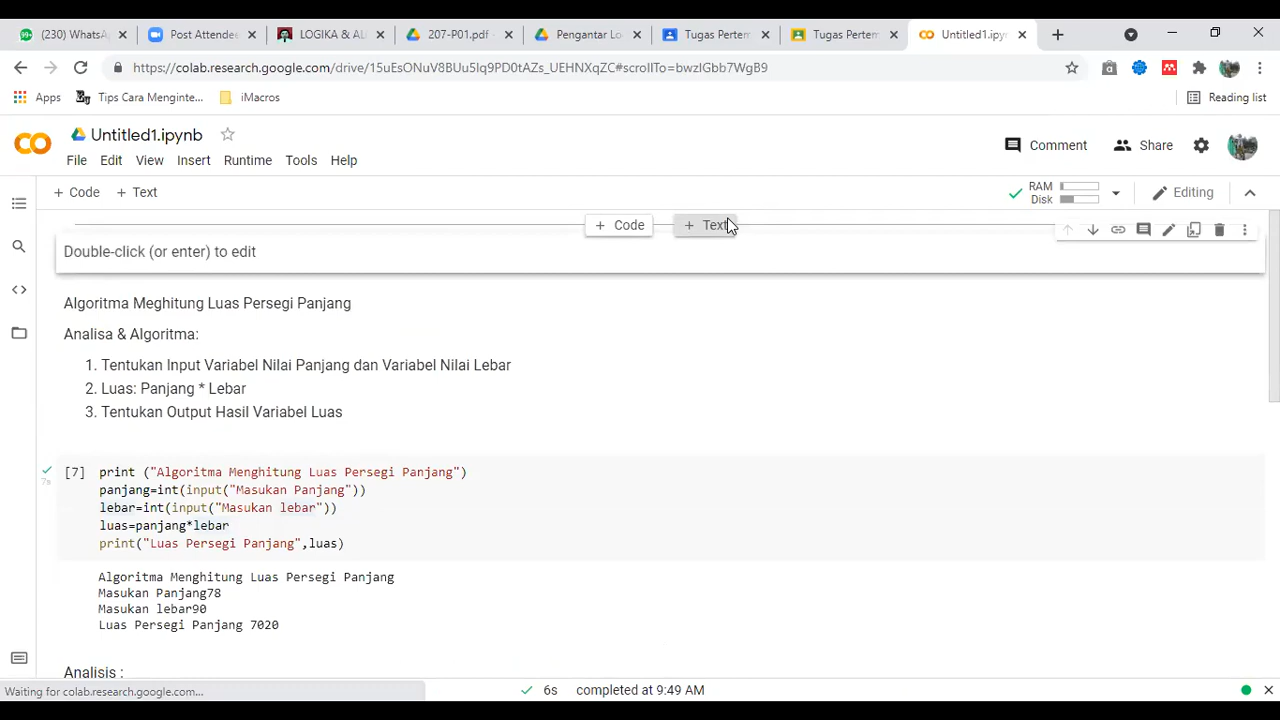 (230) WhatsA
Post Attende
LOGIKA & AL
207-P01.pdf -
Pengantar Lo
Tugas Pertem
Tugas Pertem
Untitled1.ipy
https://colab.research.google.com/drive/15uEsONuV8BUu5Iq9PD0tAZs_UEHNXqZC#scrollTo=bwzIGbb7WgB9
Apps
Tips Cara Menginte...
iMacros
Reading list
Untitled1.ipynb
Comment
Share
File Edit View Insert Runtime Tools Help
+ Code + Text
RAM
Disk
Editing
+ Code + Text
Double-click (or enter) to edit
Algoritma Meghitung Luas Persegi Panjang
Analisa & Algoritma:
1. Tentukan Input Variabel Nilai Panjang dan Variabel Nilai Lebar
2. Luas: Panjang * Lebar
3. Tentukan Output Hasil Variabel Luas
[7] print ("Algoritma Menghitung Luas Persegi Panjang")
7s
panjang=int(input("Masukan Panjang"))
lebar=int(input("Masukan lebar"))
luas=panjang*lebar
print("Luas Persegi Panjang",luas)
Algoritma Menghitung Luas Persegi Panjang
Masukan Panjang78
Masukan lebar90
Luas Persegi Panjang 7020
Analisis :
Waiting for colab.research.google.com...
6s completed at 9:49 AM